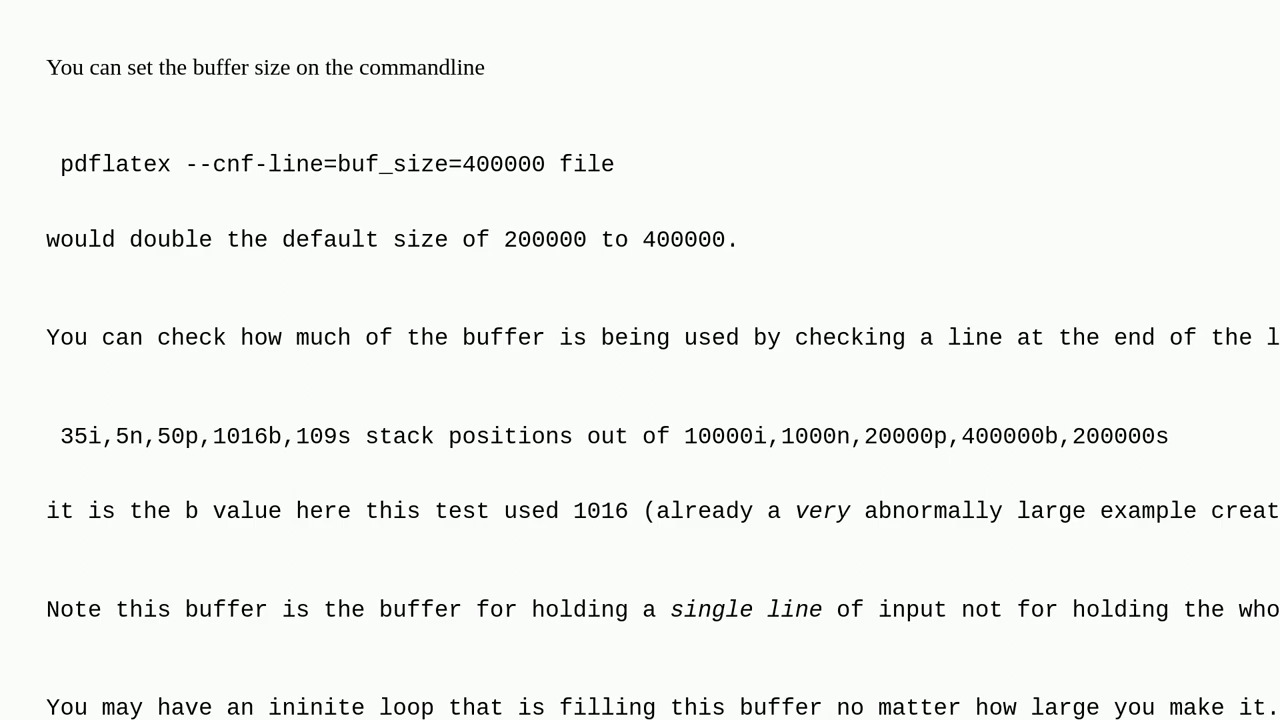 You can set the buffer size on the commandline
pdflatex --cnf-line=buf_size=400000 file
would double the default size of 200000 to 400000.
You can check how much of the buffer is being used by checking a line at the end of the l
35i,5n,50p,1016b,109s stack positions out of 10000i,1000n,20000p,400000b,200000s
it is the b value here this test used 1016 (already a very abnormally large example creat
Note this buffer is the buffer for holding a single line of input not for holding the who
You may have an ininite loop that is filling this buffer no matter how large you make it.